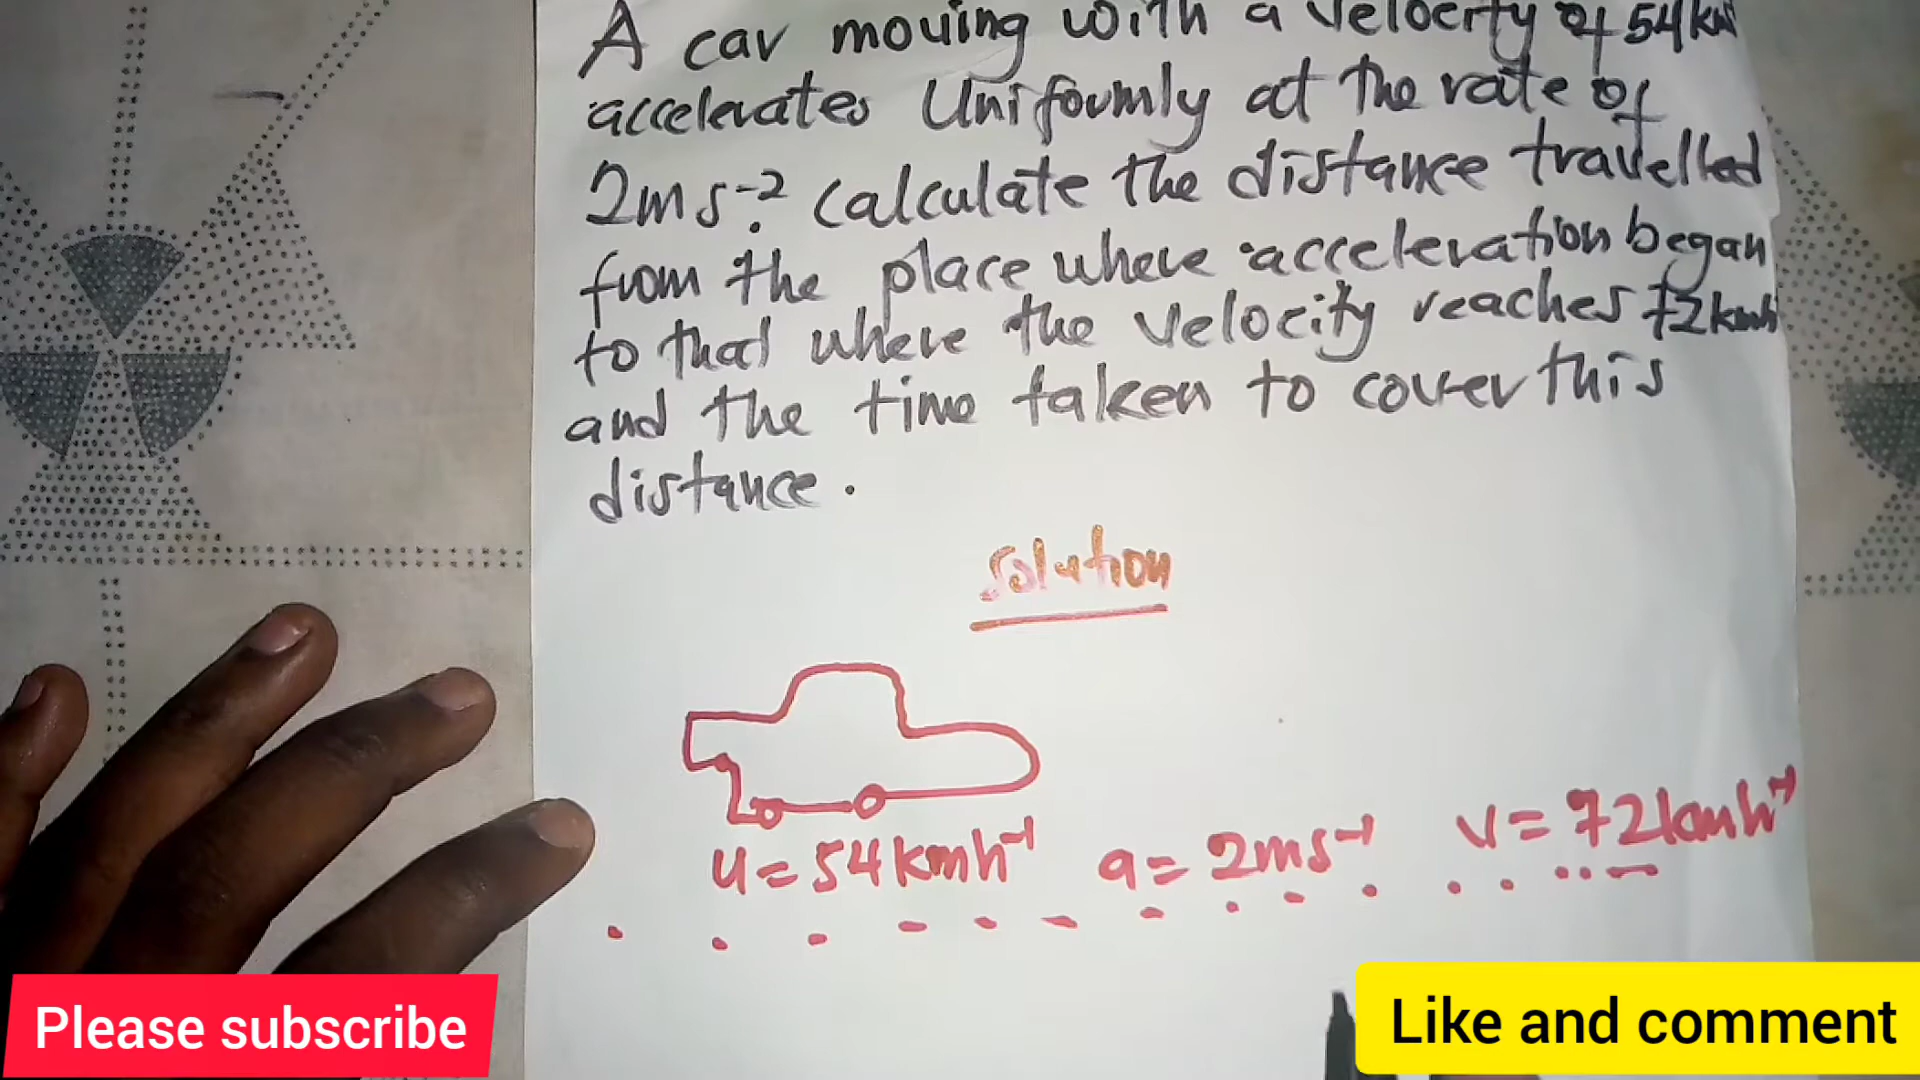 A car moving with a velocity of 54km
accelerates Uniformly at the rate of
2ms⁻². calculate the distance travelled
from the place where acceleration began
to that where the velocity reaches 72kmh
and the time taken to cover this
distance.
Solution
u=54kmh⁻¹ a=2ms⁻¹ v=72kmh⁻¹
Please subscribe
Like and comment